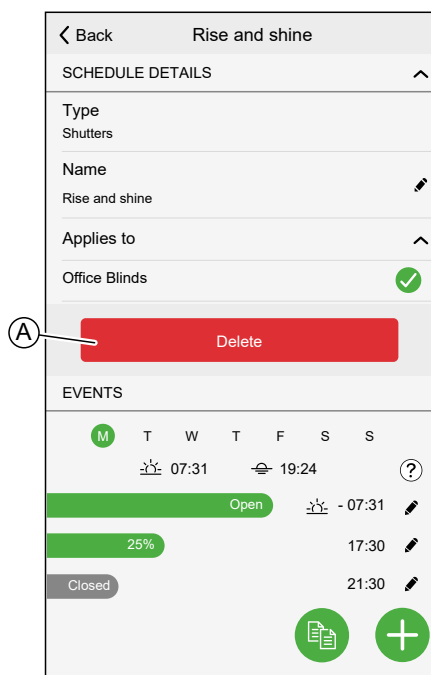 Back Rise and shine
SCHEDULE DETAILS
Type
Shutters
Name
Rise and shine
Applies to
Office Blinds
A
Delete
EVENTS
M T W T F S S
07:31 19:24 ?
Open - 07:31
25% 17:30
Closed 21:30